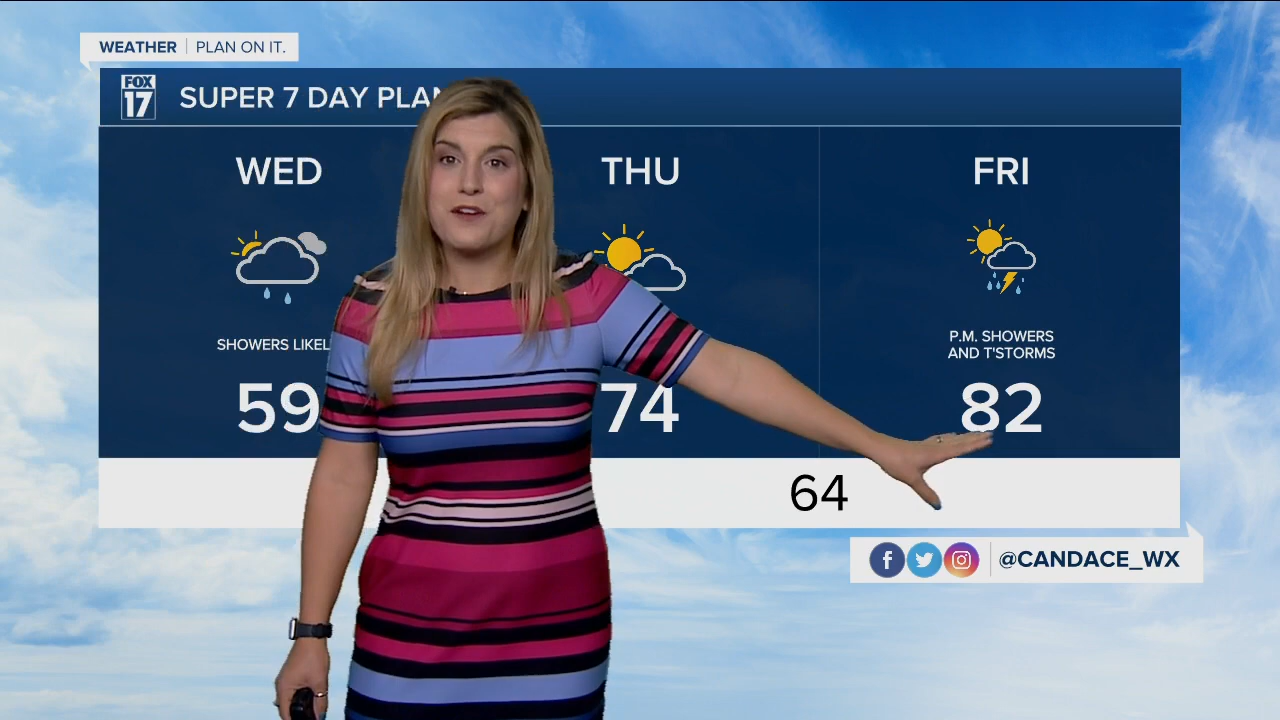 WEATHER PLAN ON IT.
FOX
17
SUPER 7 DAY PLAN
WED THU FRI
SHOWERS LIKEL
P.M. SHOWERS
AND T'STORMS
59 74 82
64
@CANDACE_WX